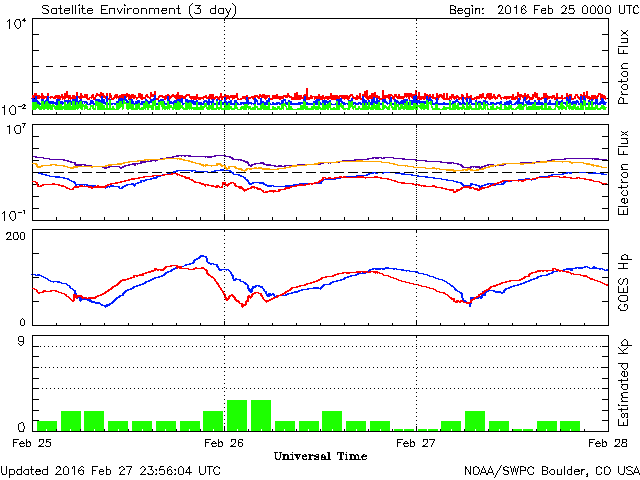 Satellite Environment (3 day) Begin: 2016 Feb 25 0000 UTC
10^4
10^-2
Proton Flux
10^7
10^-1
Electron Flux
200
0
GOES Hp
9
0
Estimated Kp
Feb 25 Feb 26 Feb 27 Feb 28
Universal Time
Updated 2016 Feb 27 23:56:04 UTC NOAA/SWPC Boulder, CO USA